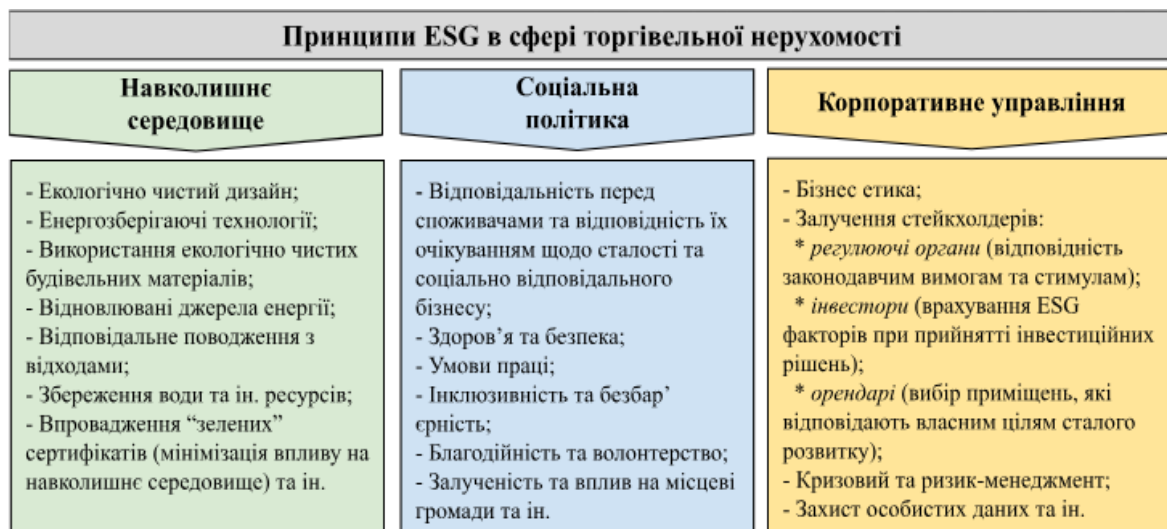 Принципи ESG в сфері торгівельної нерухомості
Навколишнє
середовище
- Екологічно чистий дизайн;
- Енергозберігаючі технології;
- Використання екологічно чистих
будівельних матеріалів;
- Відновлювані джерела енергії;
- Відповідальне поводження з
відходами;
- Збереження води та ін. ресурсів;
- Впровадження “зелених”
сертифікатів (мінімізація впливу на
навколишнє середовище) та ін.
Соціальна
політика
- Відповідальність перед
споживачами та відповідність їх
очікуванням щодо сталості та
соціально відповідального
бізнесу;
- Здоров’я та безпека;
- Умови праці;
- Інклюзивність та безбар’
єрність;
- Благодійність та волонтерство;
- Залученість та вплив на місцеві
громади та ін.
Корпоративне управління
- Бізнес етика;
- Залучення стейкхолдерів:
* регулюючі органи (відповідність
законодавчим вимогам та стимулам);
* інвестори (врахування ESG
факторів при прийнятті інвестиційних
рішень);
* орендарі (вибір приміщень, які
відповідають власним цілям сталого
розвитку);
- Кризовий та ризик-менеджмент;
- Захист особистих даних та ін.